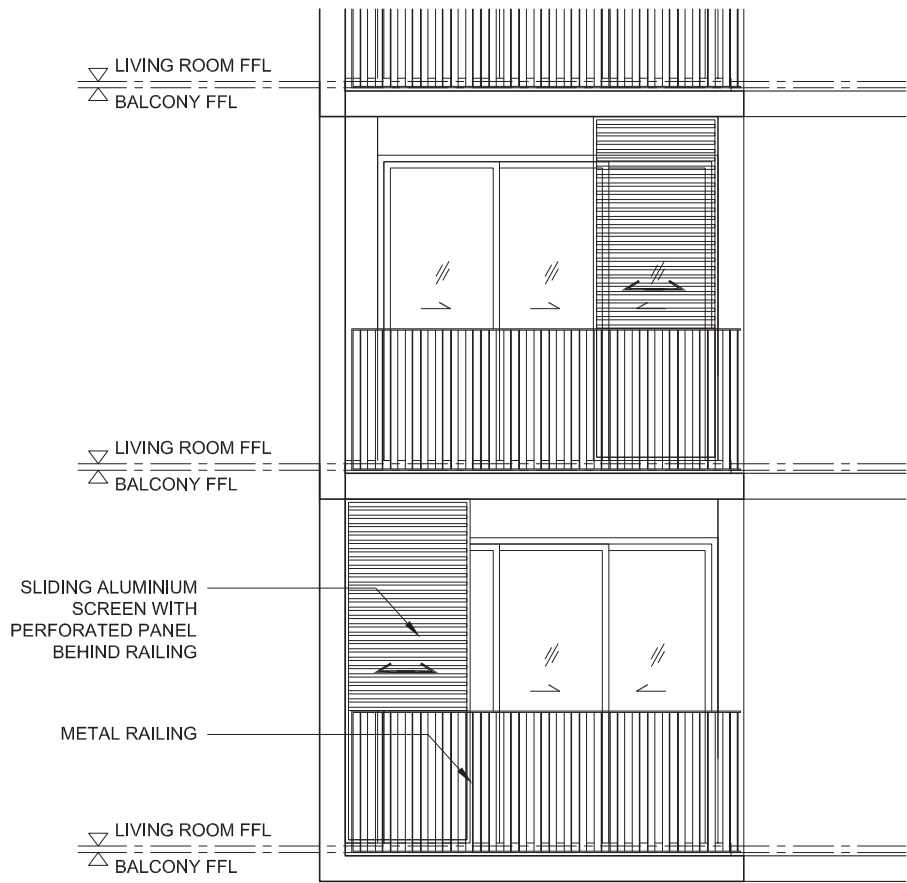 LIVING ROOM FFL
BALCONY FFL
LIVING ROOM FFL
BALCONY FFL
SLIDING ALUMINIUM
SCREEN WITH
PERFORATED PANEL
BEHIND RAILING
METAL RAILING
LIVING ROOM FFL
BALCONY FFL